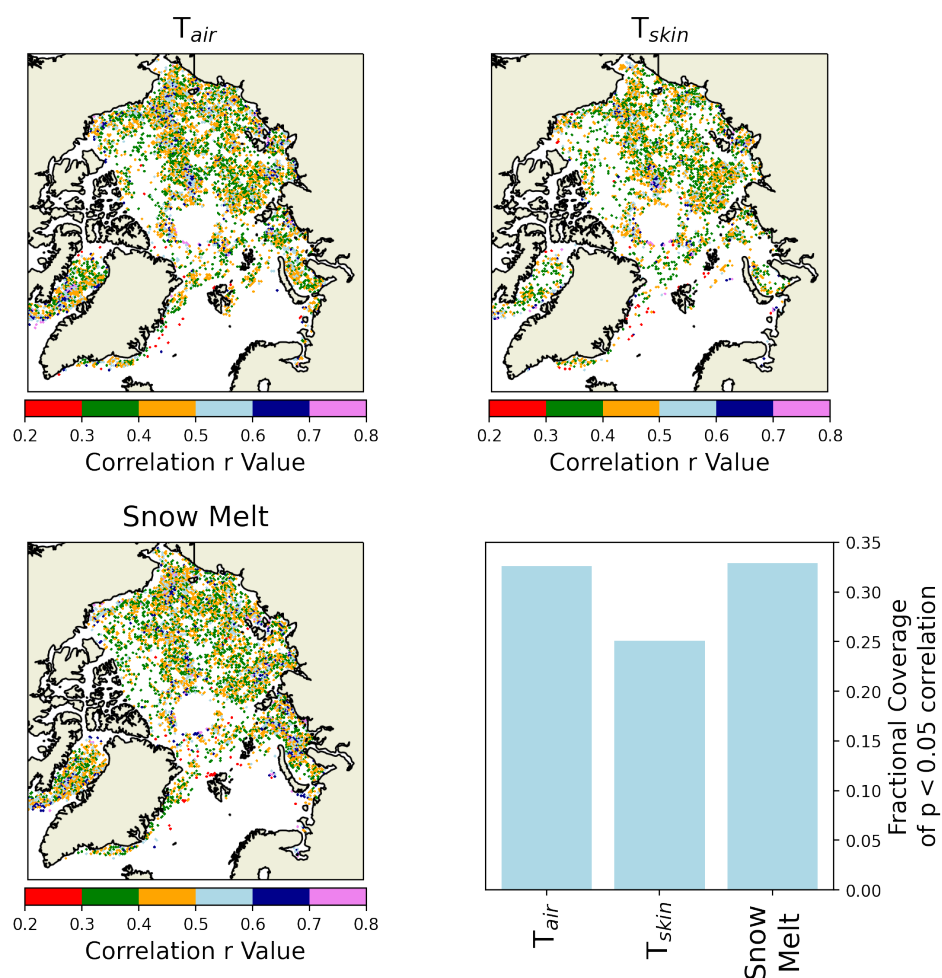 T_air
T_skin
0.2 0.3 0.4 0.5 0.6 0.7 0.8
Correlation r Value
0.2 0.3 0.4 0.5 0.6 0.7 0.8
Correlation r Value
Snow Melt
0.2 0.3 0.4 0.5 0.6 0.7 0.8
Correlation r Value
0.35
0.30
0.25
0.20
0.15
0.10
0.05
0.00
Fractional Coverage
of p < 0.05 correlation
T_air
T_skin
Snow
Melt